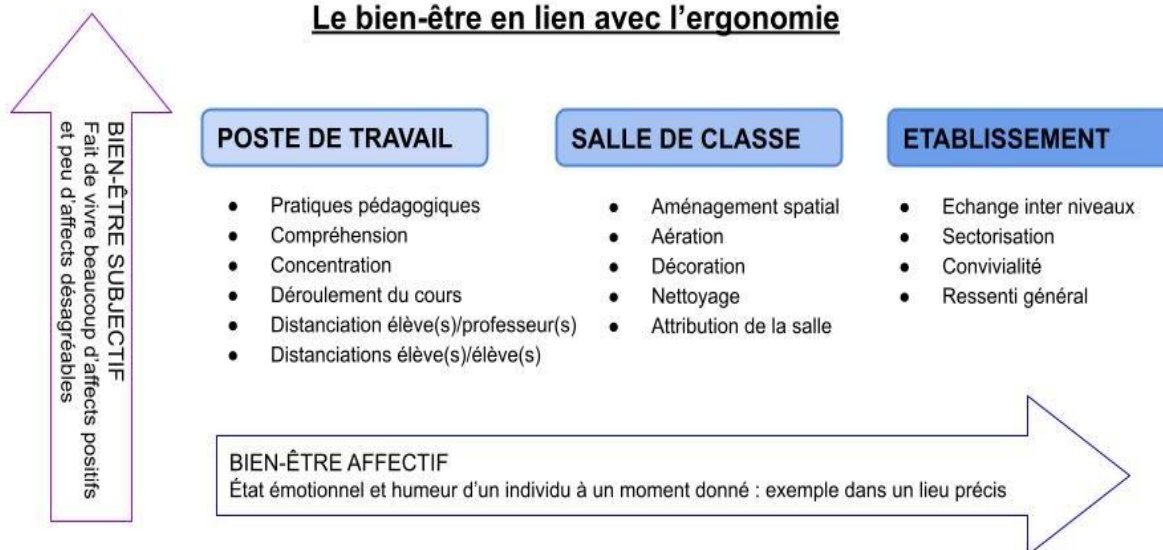 Le bien-être en lien avec l'ergonomie
BIEN-ÊTRE SUBJECTIF
Fait de vivre beaucoup d'affects positifs
et peu d'affects désagréables
POSTE DE TRAVAIL
● Pratiques pédagogiques
● Compréhension
● Concentration
● Déroulement du cours
● Distanciation élève(s)/professeur(s)
● Distanciations élève(s)/élève(s)
SALLE DE CLASSE
● Aménagement spatial
● Aération
● Décoration
● Nettoyage
● Attribution de la salle
ETABLISSEMENT
● Echange inter niveaux
● Sectorisation
● Convivialité
● Ressenti général
BIEN-ÊTRE AFFECTIF
État émotionnel et humeur d'un individu à un moment donné : exemple dans un lieu précis